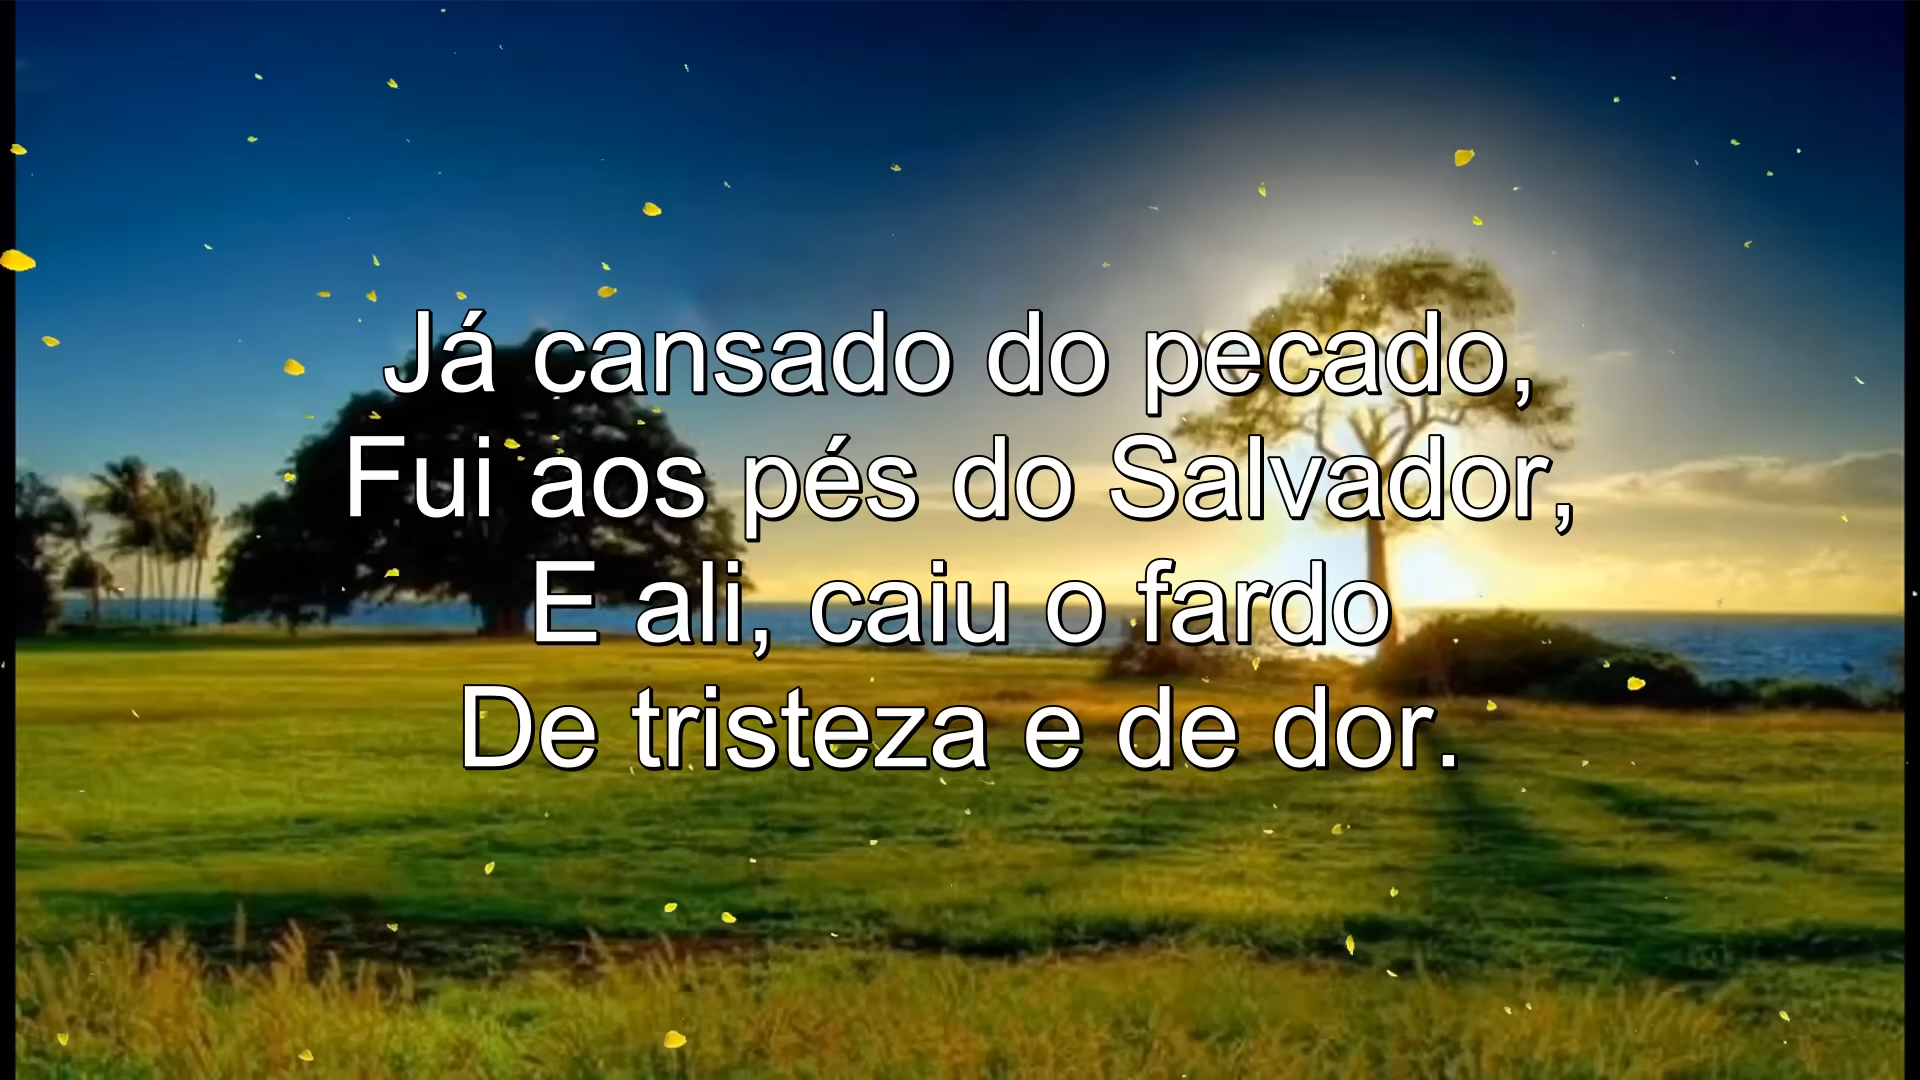 Já cansado do pecado,
Fui aos pés do Salvador,
E ali, caiu o fardo
De tristeza e de dor.